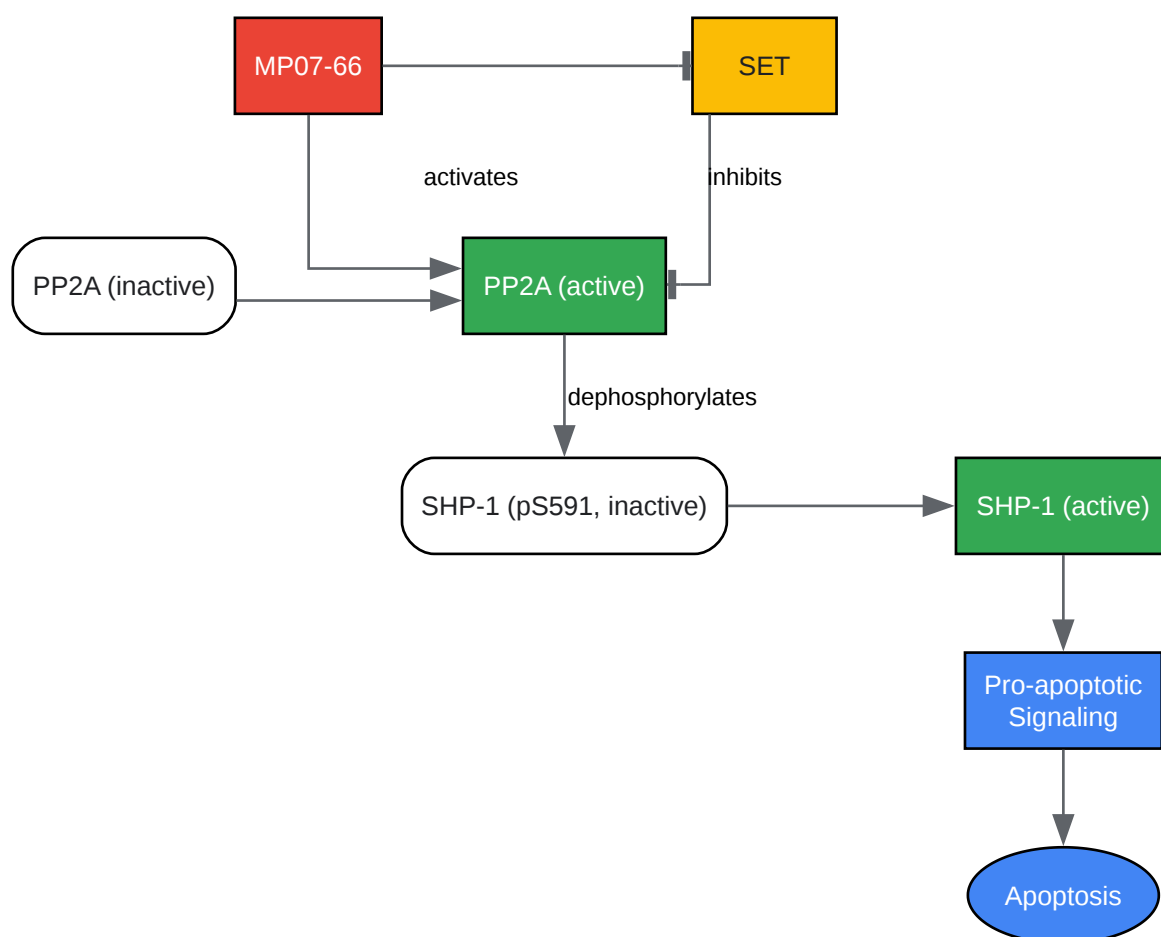 MP07-66
SET
activates
inhibits
PP2A (inactive)
PP2A (active)
dephosphorylates
SHP-1 (pS591, inactive)
SHP-1 (active)
Pro-apoptotic
Signaling
Apoptosis